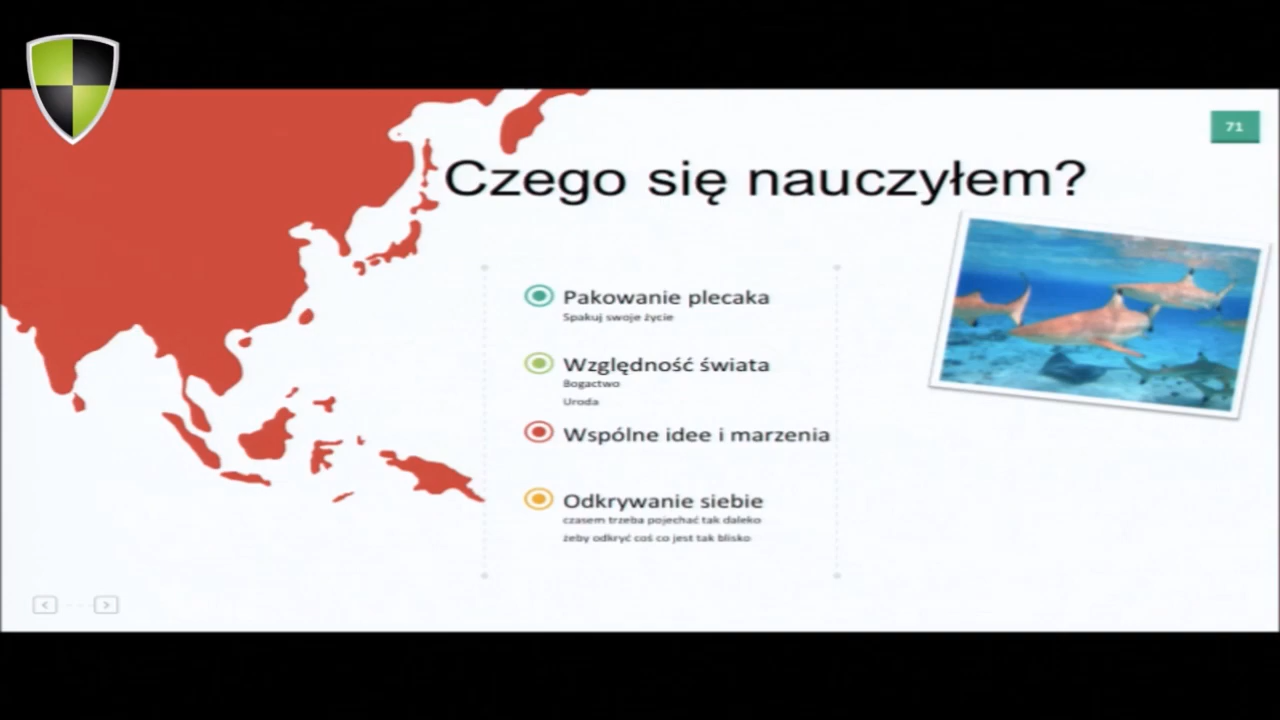 71
Czego się nauczyłem?
Pakowanie plecaka
Spakuj swoje życie
Względność świata
Bogactwo
Uroda
Wspólne idee i marzenia
Odkrywanie siebie
czasem trzeba pojechać tak daleko
żeby odkryć coś co jest tak blisko